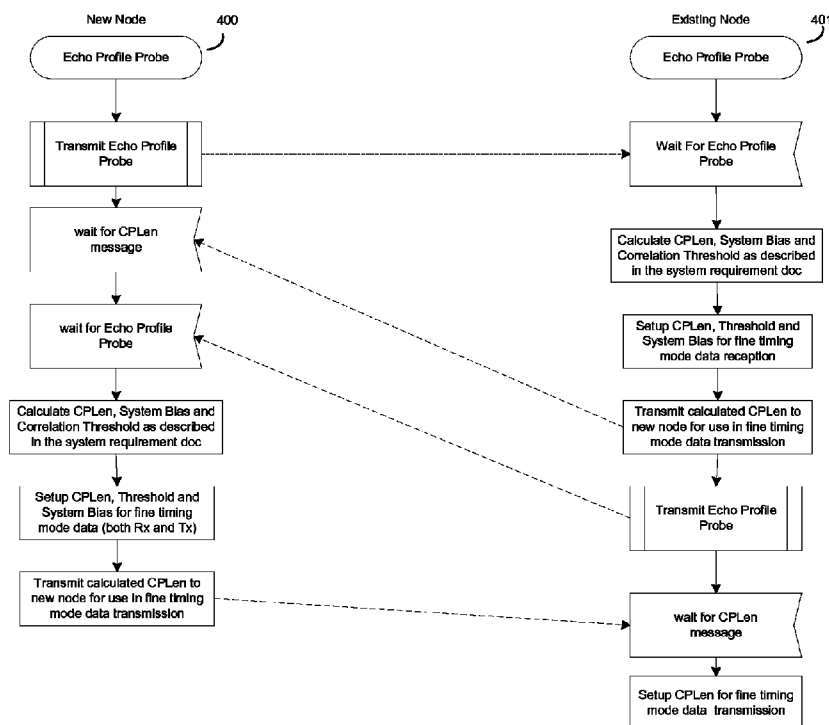 New Node
400
Echo Profile Probe
Transmit Echo Profile
Probe
wait for CPLen
message
wait for Echo Profile
Probe
Calculate CPLen, System Bias and
Correlation Threshold as described
in the system requirement doc
Setup CPLen, Threshold and
System Bias for fine timing
mode data (both Rx and Tx)
Transmit calculated CPLen to
new node for use in fine timing
mode data transmission
Existing Node
401
Echo Profile Probe
Wait For Echo Profile
Probe
Calculate CPLen, System Bias and
Correlation Threshold as described
in the system requirement doc
Setup CPLen, Threshold and
System Bias for fine timing
mode data reception
Transmit calculated CPLen to
new node for use in fine timing
mode data transmission
Transmit Echo Profile
Probe
wait for CPLen
message
Setup CPLen for fine timing
mode data transmission